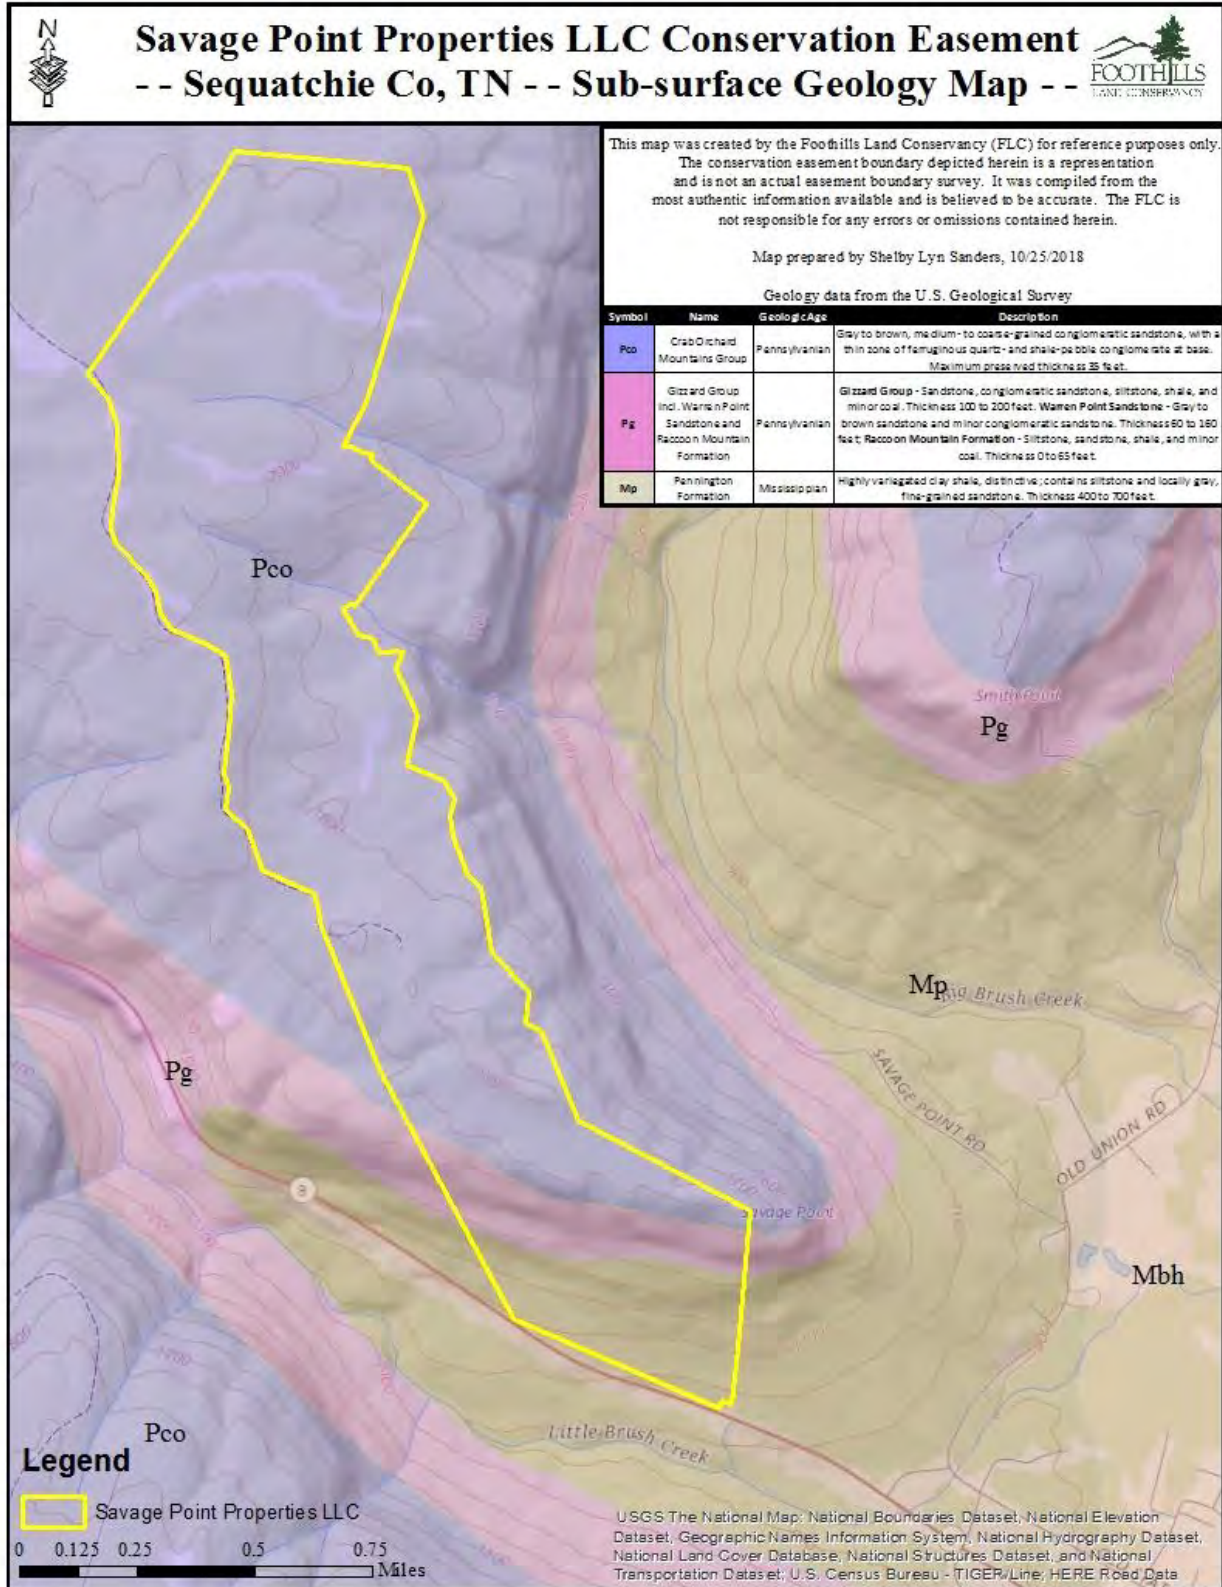 N
Savage Point Properties LLC Conservation Easement
- - Sequatchie Co, TN - - Sub-surface Geology Map - -
FOOTHILLS
LAND CONSERVANCY
This map was created by the Foothills Land Conservancy (FLC) for reference purposes only.
The conservation easement boundary depicted herein is a representation
and is not an actual easement boundary survey. It was compiled from the
most authentic information available and is believed to be accurate. The FLC is
not responsible for any errors or omissions contained herein.
Map prepared by Shelby Lyn Sanders, 10/25/2018
Geology data from the U.S. Geological Survey
Symbol Name Geologic Age Description
Pco
Crab Orchard
Mountains Group
Pennsylvanian
Gray to brown, medium- to coarse-grained conglomeratic sandstone, with a
thin zone of ferruginous quartz- and shale-pebble conglomerate at base.
Maximum preserved thickness 35 feet.
Pg
Gizzard Group
incl. Warren Point
Sandstone and
Raccoon Mountain
Formation
Pennsylvanian
Gizzard Group - Sandstone, conglomeratic sandstone, siltstone, shale, and
minor coal. Thickness 100 to 200 feet. Warren Point Sandstone - Gray to
brown sandstone and minor conglomeratic sandstone. Thickness 60 to 160
feet; Raccoon Mountain Formation - Siltstone, sandstone, shale, and minor
coal. Thickness 0 to 65 feet.
Mp
Pennington
Formation
Mississippian
Highly variegated clay shale, distinctive; contains siltstone and locally gray,
fine-grained sandstone. Thickness 400 to 700 feet.
Pco
Smith Point
Pg
Mp
Big Brush Creek
SAVAGE POINT RD
OLD UNION RD
Pg
8
Savage Point
Mbh
Pco
Little Brush Creek
Legend
Savage Point Properties LLC
0 0.125 0.25 0.5 0.75
Miles
USGS The National Map: National Boundaries Dataset, National Elevation
Dataset, Geographic Names Information System, National Hydrography Dataset,
National Land Cover Database, National Structures Dataset, and National
Transportation Dataset; U.S. Census Bureau - TIGER/Line; HERE Road Data